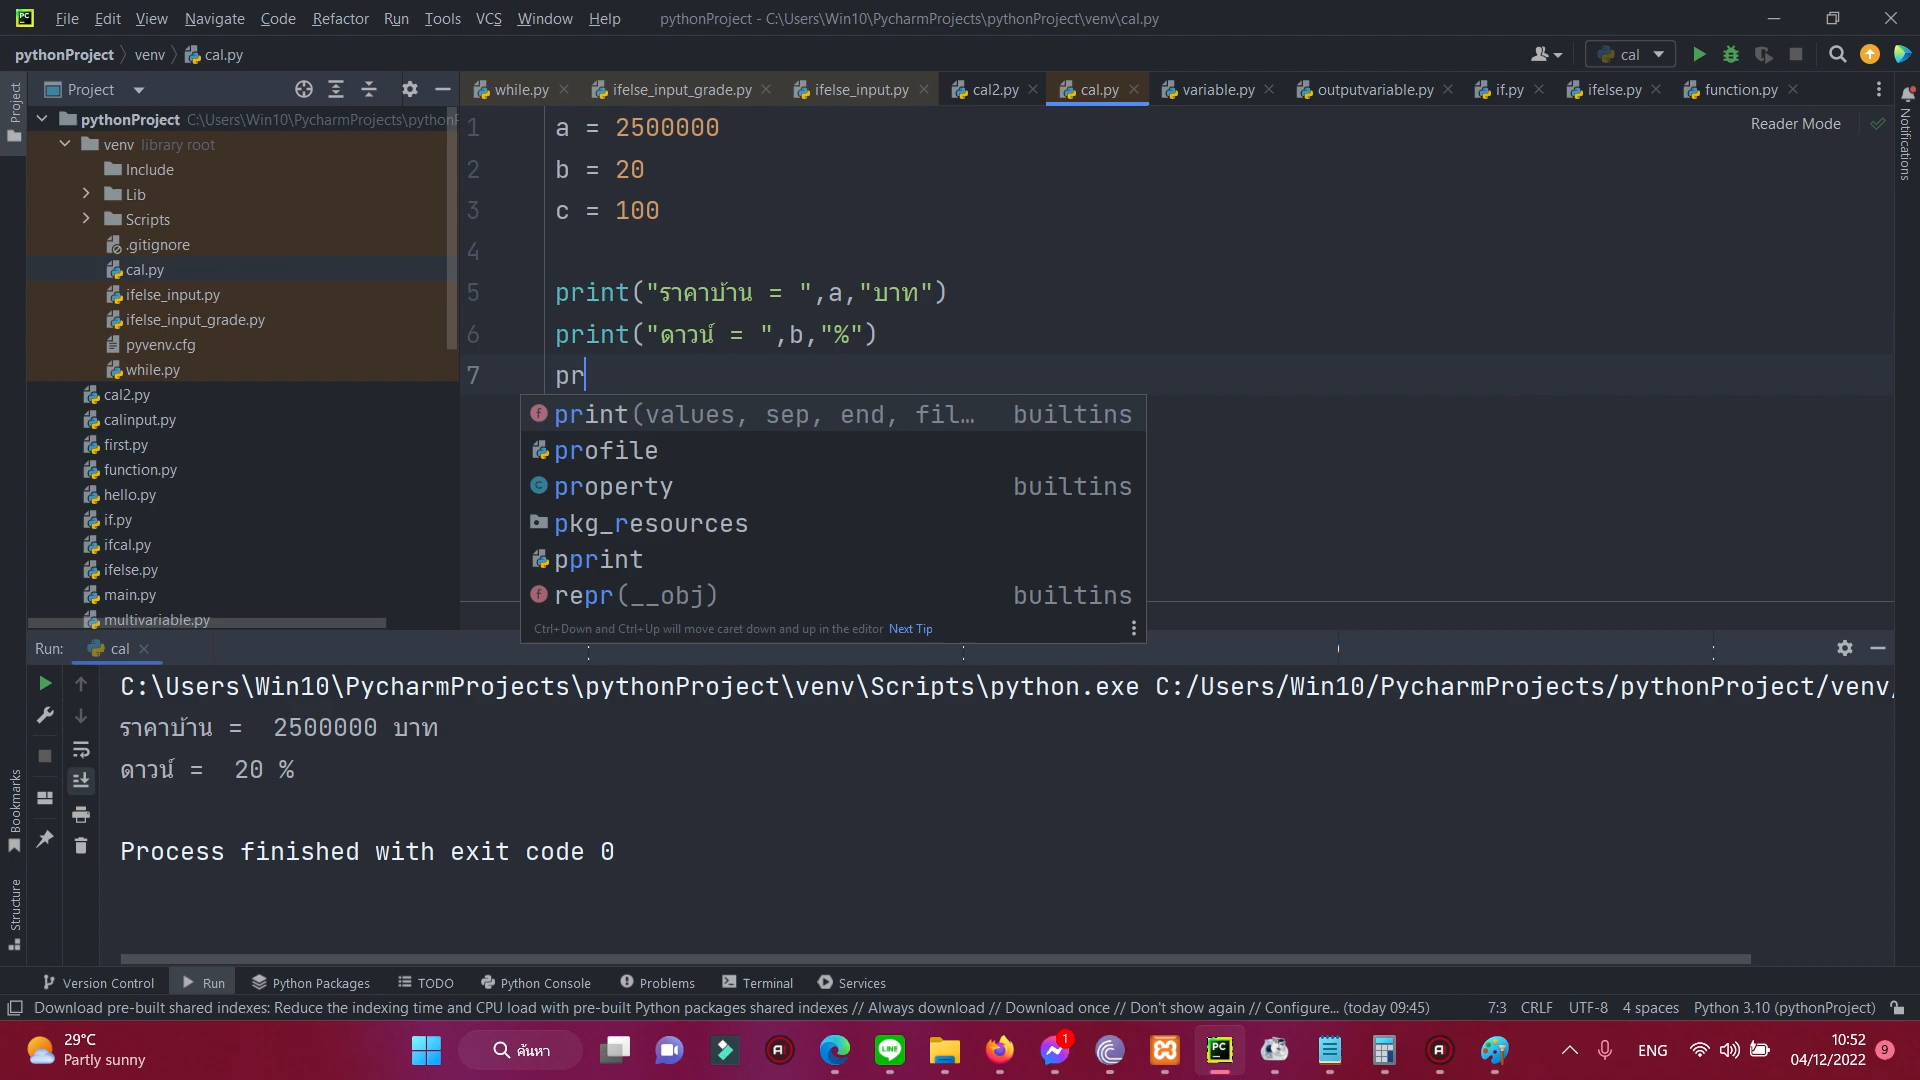 File Edit View Navigate Code Refactor Run Tools VCS Window Help pythonProject - C:\Users\Win10\PycharmProjects\pythonProject\venv\cal.py
pythonProject venv cal.py cal
Project while.py ifelse_input_grade.py ifelse_input.py cal2.py cal.py variable.py outputvariable.py if.py ifelse.py function.py
Project
Notifications
pythonProject C:\Users\Win10\PycharmProjects\python
venv library root
Include
Lib
Scripts
.gitignore
cal.py
ifelse_input.py
ifelse_input_grade.py
pyvenv.cfg
while.py
cal2.py
calinput.py
first.py
function.py
hello.py
if.py
ifcal.py
ifelse.py
main.py
multivariable.py
Reader Mode
1 a = 2500000
2 b = 20
3 c = 100
4
5 print("ราคาบ้าน = ",a,"บาท")
6 print("ดาวน์ = ",b,"%")
7 pr
print(values, sep, end, fil... builtins
profile
property builtins
pkg_resources
pprint
repr(__obj) builtins
Ctrl+Down and Ctrl+Up will move caret down and up in the editor Next Tip
Run: cal
C:\Users\Win10\PycharmProjects\pythonProject\venv\Scripts\python.exe C:/Users/Win10/PycharmProjects/pythonProject/venv/
ราคาบ้าน =  2500000 บาท
ดาวน์ =  20 %
Process finished with exit code 0
Bookmarks
Structure
Version Control Run Python Packages TODO Python Console Problems Terminal Services
Download pre-built shared indexes: Reduce the indexing time and CPU load with pre-built Python packages shared indexes // Always download // Download once // Don't show again // Configure... (today 09:45) 7:3 CRLF UTF-8 4 spaces Python 3.10 (pythonProject)
29°C
Partly sunny
ค้นหา
1
ENG
10:52
04/12/2022
9